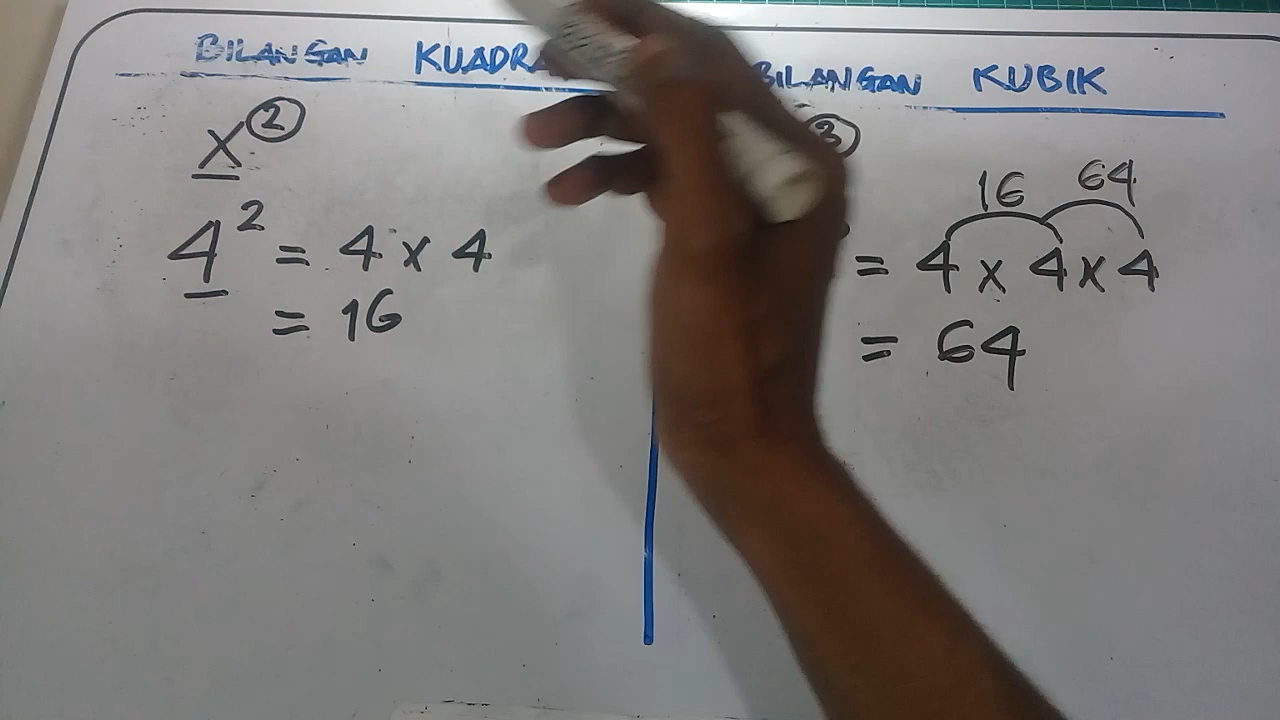 BILANGAN KUADRA
x²
4² = 4 x 4
= 16
BILANGAN KUBIK
3
16 64
= 4 x 4 x 4
= 64